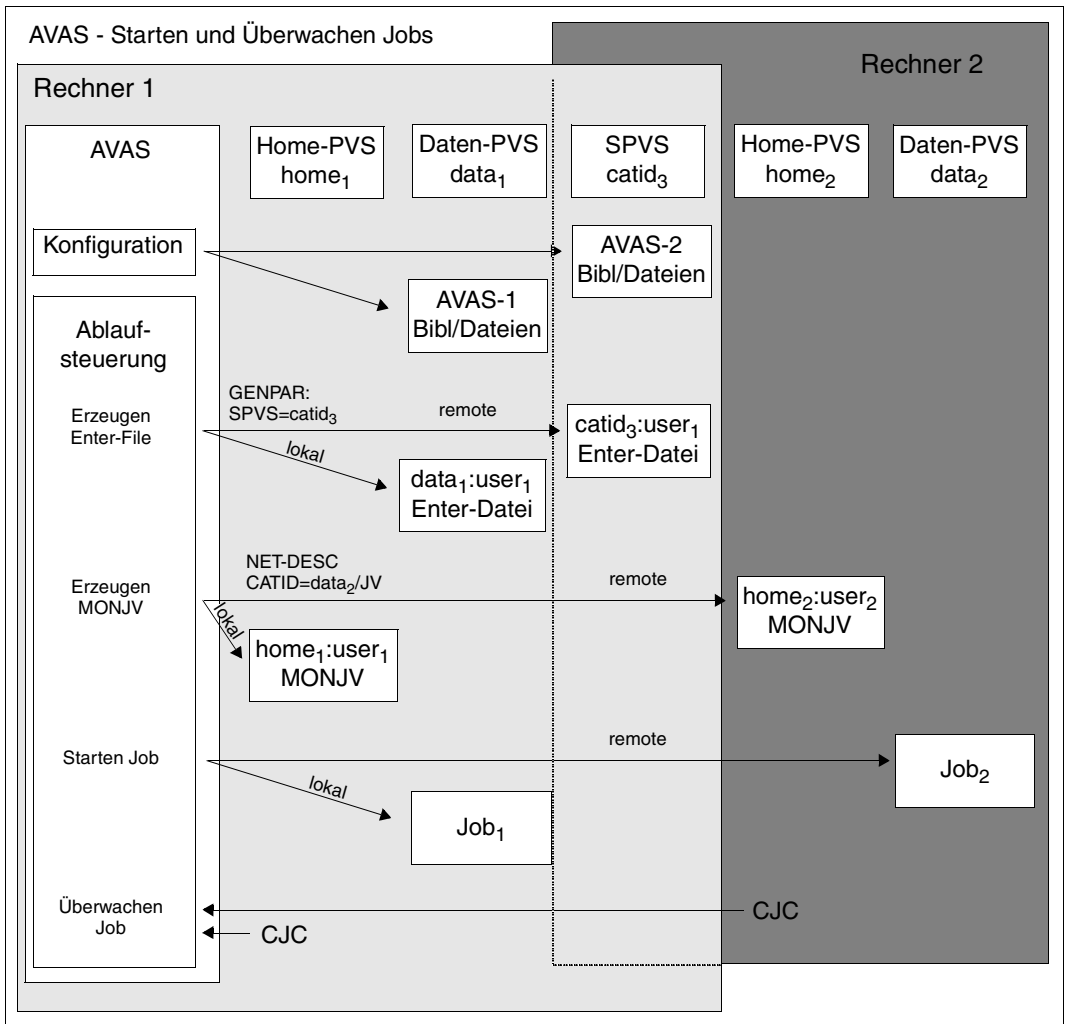 AVAS - Starten und Überwachen Jobs
Rechner 2
Rechner 1
AVAS
Home-PVS
home1
Daten-PVS
data1
SPVS
catid3
Home-PVS
home2
Daten-PVS
data2
Konfiguration
AVAS-2
Bibl/Dateien
AVAS-1
Bibl/Dateien
Ablauf-
steuerung
GENPAR:
SPVS=catid3
remote
Erzeugen
Enter-File
lokal
catid3:user1
Enter-Datei
data1:user1
Enter-Datei
NET-DESC
CATID=data2/JV
remote
Erzeugen
MONJV
lokal
home2:user2
MONJV
home1:user1
MONJV
remote
Starten Job
lokal
Job2
Job1
Überwachen
Job
CJC
CJC